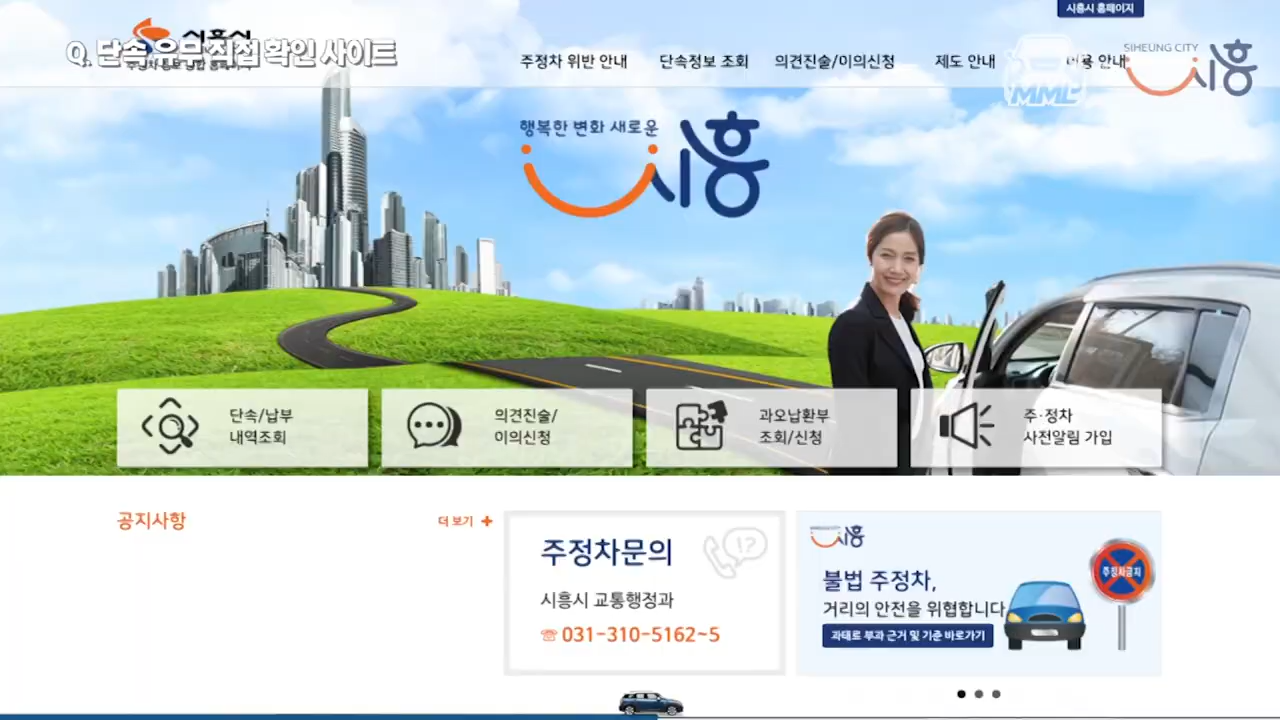 시흥시 홈페이지
Q. 단속 유무 직접 확인 사이트
시흥시
주정차 위반 안내
단속정보 조회
의견진술/이의신청
제도 안내
이용 안내
SIHEUNG CITY
시흥
MML
행복한 변화 새로운
시흥
단속/납부
내역조회
의견진술/
이의신청
과오납환부
조회/신청
주·정차
사전알림 가입
공지사항
더 보기 +
주정차문의
!?
시흥시 교통행정과
☏ 031-310-5162~5
시흥
불법 주정차,
거리의 안전을 위협합니다
과태료 부과 근거 및 기준 바로가기
주정차금지